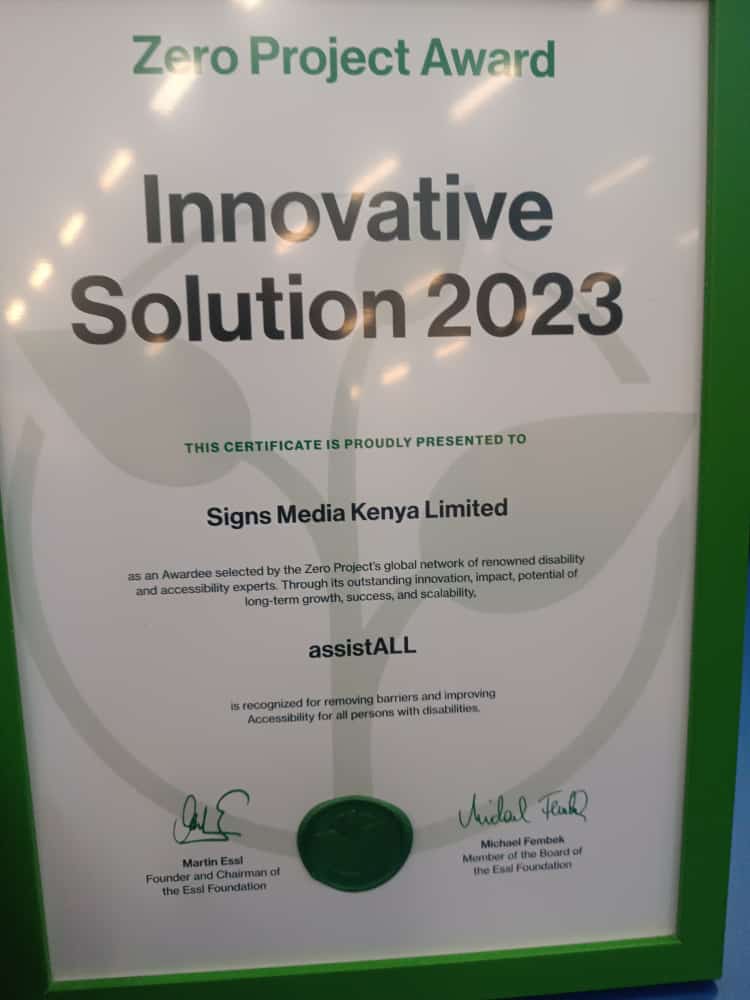 Zero Project Award
Innovative
Solution 2023
THIS CERTIFICATE IS PROUDLY PRESENTED TO
Signs Media Kenya Limited
as an Awardee selected by the Zero Project's global network of renowned disability
and accessibility experts. Through its outstanding innovation, impact, potential of
long-term growth, success, and scalability,
assistALL
is recognized for removing barriers and improving
Accessibility for all persons with disabilities.
Martin Essl
Founder and Chairman of
the Essl Foundation
Michael Fembek
Michael Fembek
Member of the Board of
the Essl Foundation